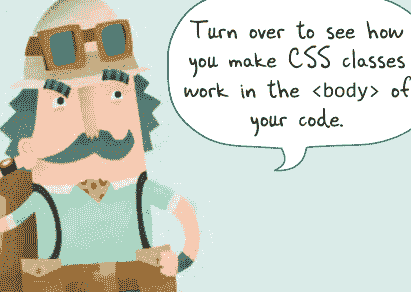 Turn over to see how
you make CSS classes
work in the <body> of
your code.